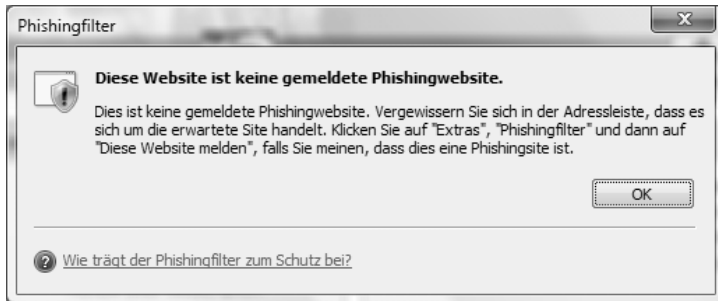 Phishingfilter
Diese Website ist keine gemeldete Phishingwebsite.
Dies ist keine gemeldete Phishingwebsite. Vergewissern Sie sich in der Adressleiste, dass es
sich um die erwartete Site handelt. Klicken Sie auf "Extras", "Phishingfilter" und dann auf
"Diese Website melden", falls Sie meinen, dass dies eine Phishingsite ist.
OK
Wie trägt der Phishingfilter zum Schutz bei?